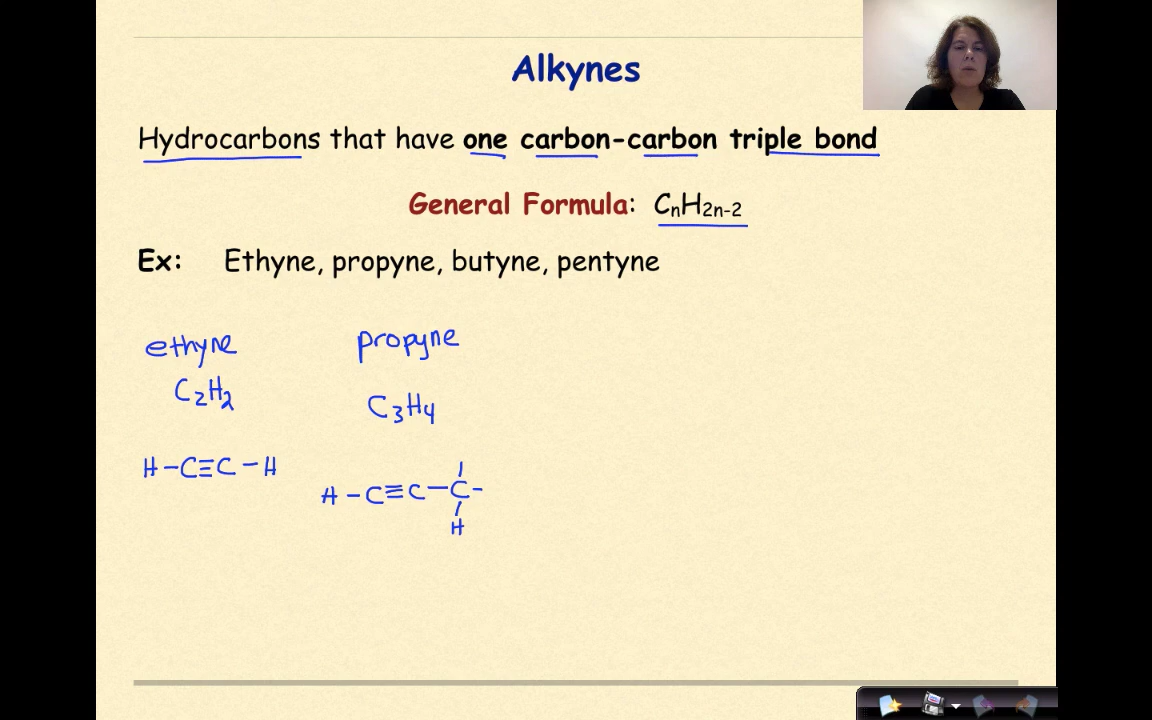 Alkynes
Hydrocarbons that have one carbon-carbon triple bond
General Formula: CₙH₂ₙ₋₂
Ex: Ethyne, propyne, butyne, pentyne
ethyne propyne
C₂H₂ C₃H₄
H-C≡C-H
H-C≡C-C-
H